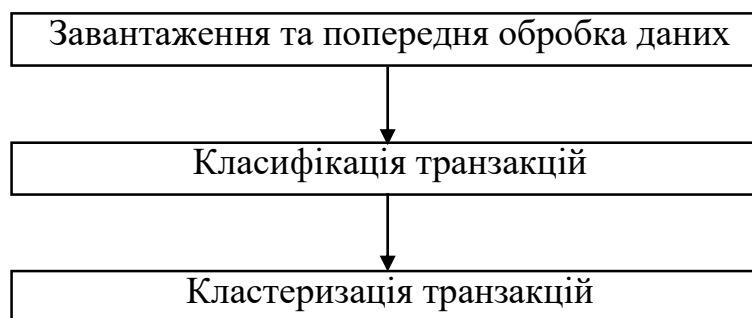 Завантаження та попередня обробка даних
Класифікація транзакцій
Кластеризація транзакцій